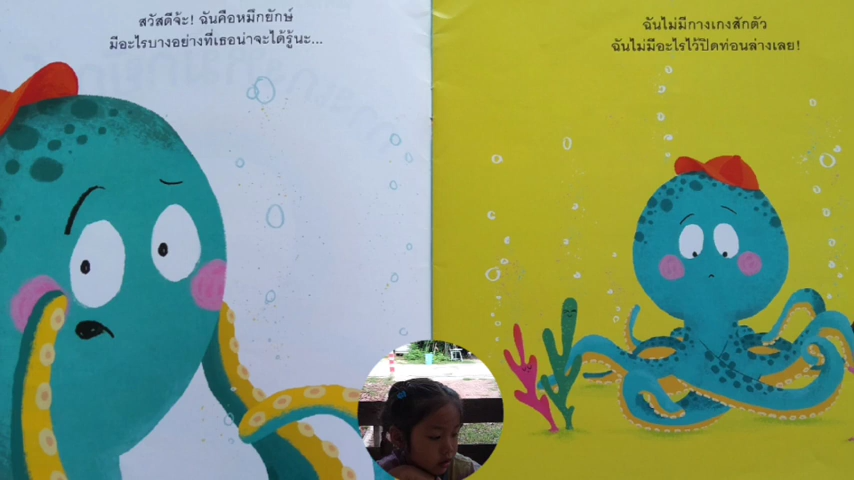 สวัสดีจ้ะ! ฉันคือหมึกยักษ์
มีอะไรบางอย่างที่เธอน่าจะได้รู้นะ...
ฉันไม่มีกางเกงสักตัว
ฉันไม่มีอะไรไว้ปิดท่อนล่างเลย!